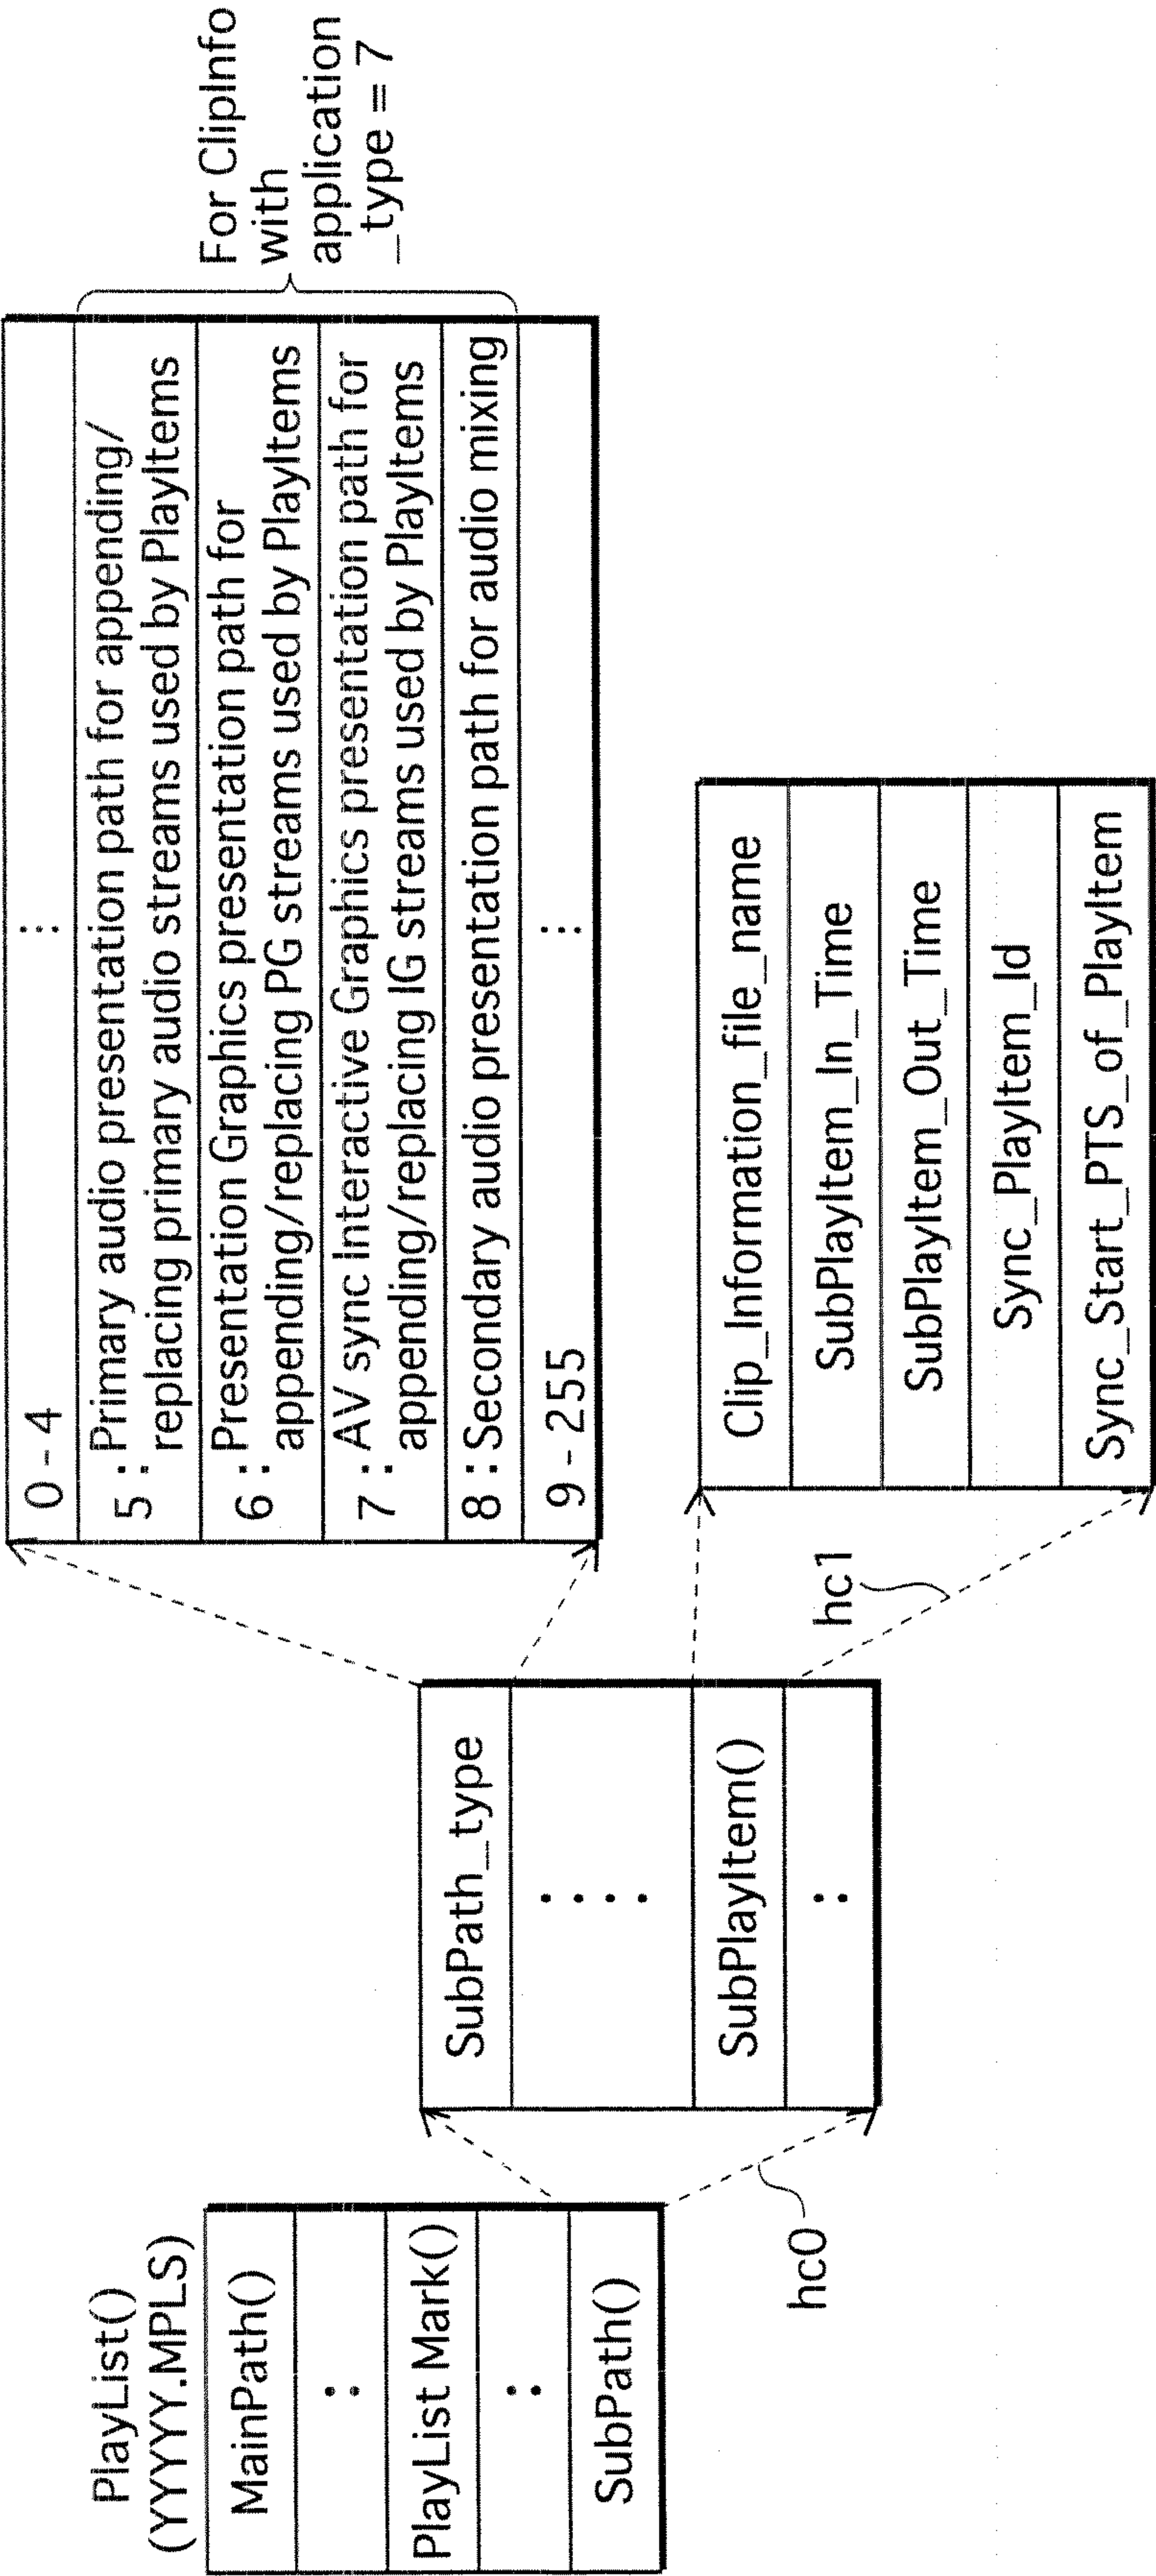 PlayList()
(YYYY.MPLS)
MainPath()
:
PlayList Mark()
:
SubPath()
hc0
SubPath_type
....
SubPlayItem()
:
0-4
:
5 : Primary audio presentation path for appending/
replacing primary audio streams used by PlayItems
6 : Presentation Graphics presentation path for
appending/replacing PG streams used by PlayItems
7 : AV sync Interactive Graphics presentation path for
appending/replacing IG streams used by PlayItems
8 : Secondary audio presentation path for audio mixing
9-255
:
For ClipInfo
with
application
_type = 7
hc1
Clip_Information_file_name
SubPlayItem_In_Time
SubPlayItem_Out_Time
Sync_PlayItem_Id
Sync_Start_PTS_of_PlayItem